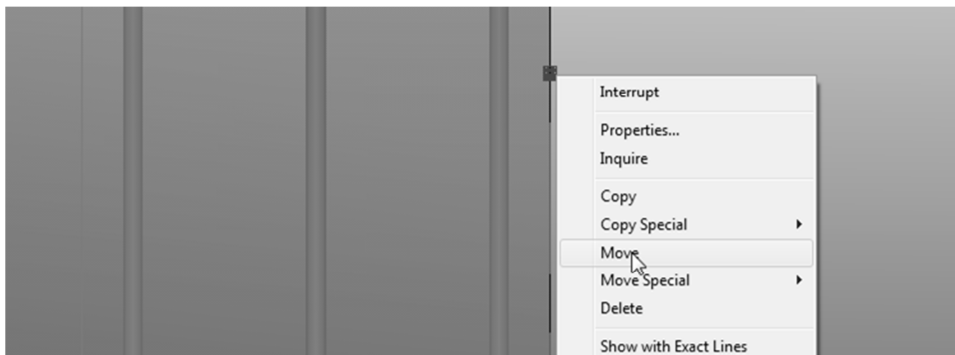 Interrupt
Properties...
Inquire
Copy
Copy Special
Move
Move Special
Delete
Show with Exact Lines